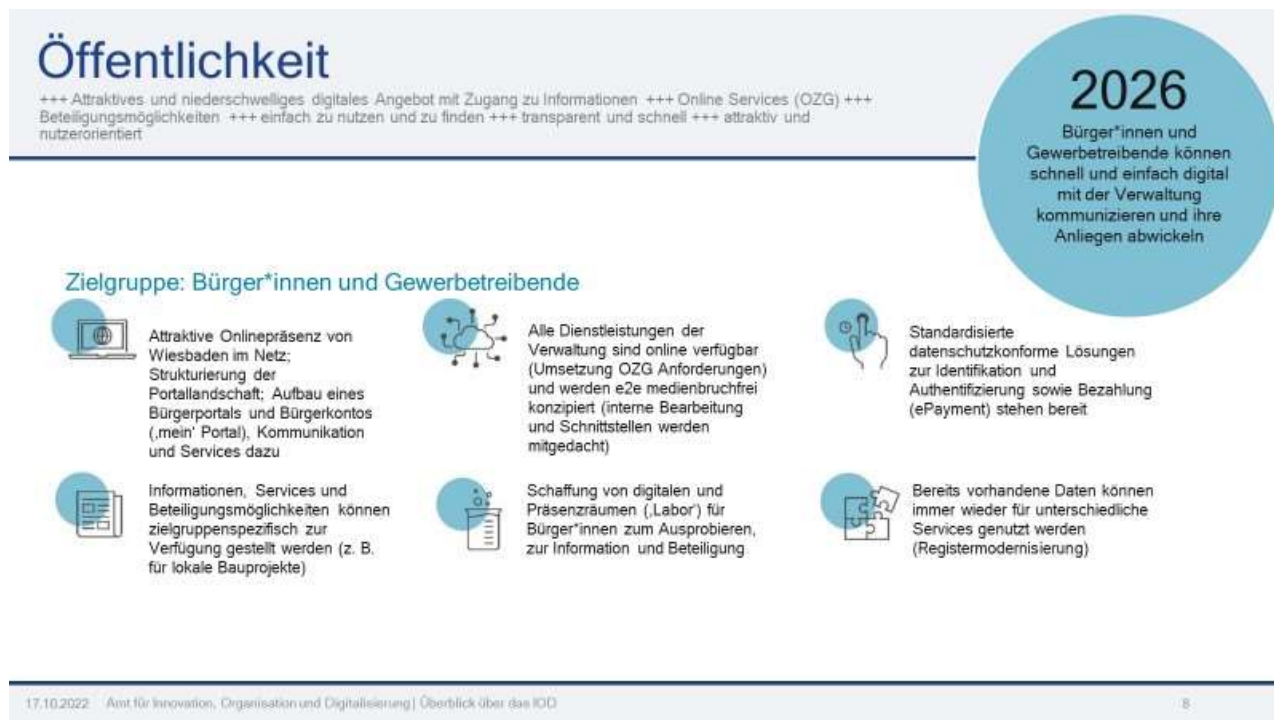 Öffentlichkeit
+++ Attraktives und niederschwelliges digitales Angebot mit Zugang zu Informationen +++ Online Services (OZG) +++
Beteiligungsmöglichkeiten +++ einfach zu nutzen und zu finden +++ transparent und schnell +++ attraktiv und
nutzerorientiert
2026
Bürger*innen und
Gewerbetreibende können
schnell und einfach digital
mit der Verwaltung
kommunizieren und ihre
Anliegen abwickeln
Zielgruppe: Bürger*innen und Gewerbetreibende
Attraktive Onlinepräsenz von
Wiesbaden im Netz;
Strukturierung der
Portallandschaft; Aufbau eines
Bürgerportals und Bürgerkontos
(‚mein‘ Portal), Kommunikation
und Services dazu
Alle Dienstleistungen der
Verwaltung sind online verfügbar
(Umsetzung OZG Anforderungen)
und werden e2e medienbruchfrei
konzipiert (interne Bearbeitung
und Schnittstellen werden
mitgedacht)
Standardisierte
datenschutzkonforme Lösungen
zur Identifikation und
Authentifizierung sowie Bezahlung
(ePayment) stehen bereit
Informationen, Services und
Beteiligungsmöglichkeiten können
zielgruppenspezifisch zur
Verfügung gestellt werden (z. B.
für lokale Bauprojekte)
Schaffung von digitalen und
Präsenzräumen (‚Labor‘) für
Bürger*innen zum Ausprobieren,
zur Information und Beteiligung
Bereits vorhandene Daten können
immer wieder für unterschiedliche
Services genutzt werden
(Registermodernisierung)
17.10.2022 Amt für Innovation, Organisation und Digitalisierung | Überblick über das IOD 8